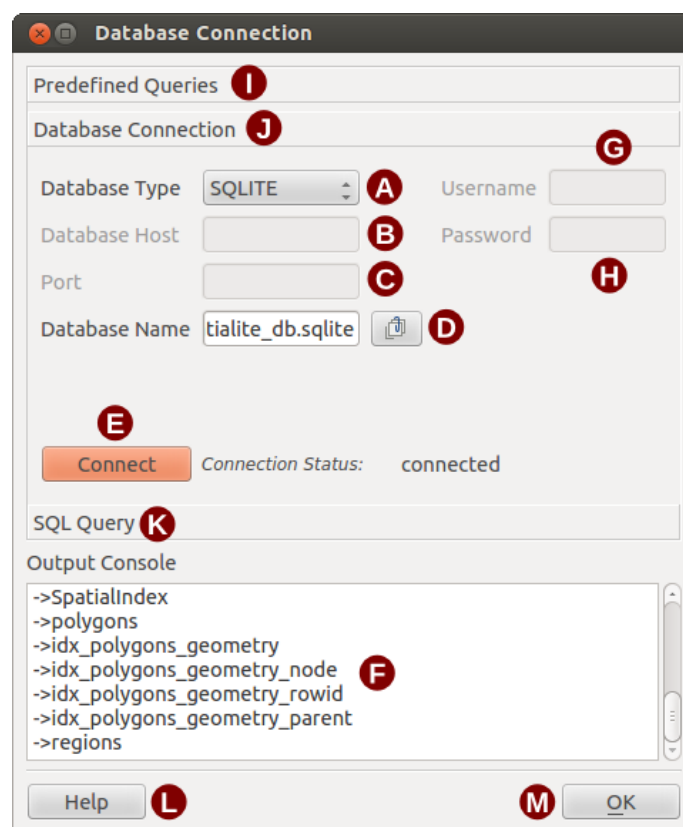 Database Connection
Predefined Queries I
Database Connection J
G
Database Type SQLITE A Username
Database Host B Password
Port C H
Database Name tialite_db.sqlite D
E
Connect Connection Status: connected
SQL Query K
Output Console
->SpatialIndex
->polygons
->idx_polygons_geometry
->idx_polygons_geometry_node F
->idx_polygons_geometry_rowid
->idx_polygons_geometry_parent
->regions
Help L M OK